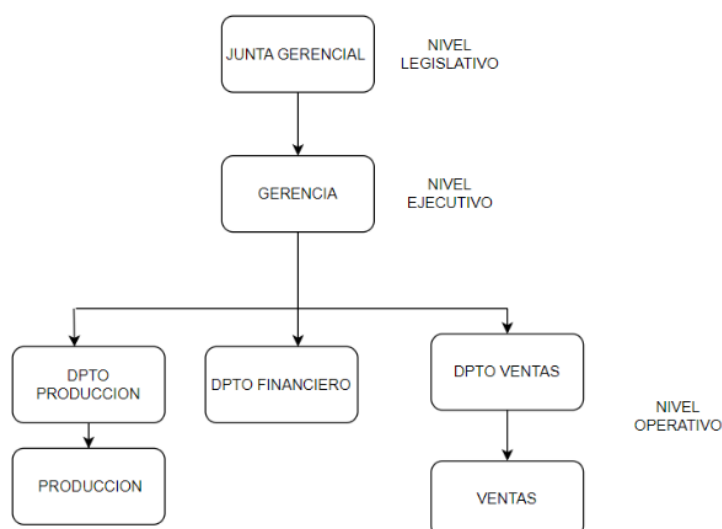 JUNTA GERENCIAL
NIVEL
LEGISLATIVO
GERENCIA
NIVEL
EJECUTIVO
DPTO
PRODUCCION
DPTO FINANCIERO
DPTO VENTAS
NIVEL
OPERATIVO
PRODUCCION
VENTAS